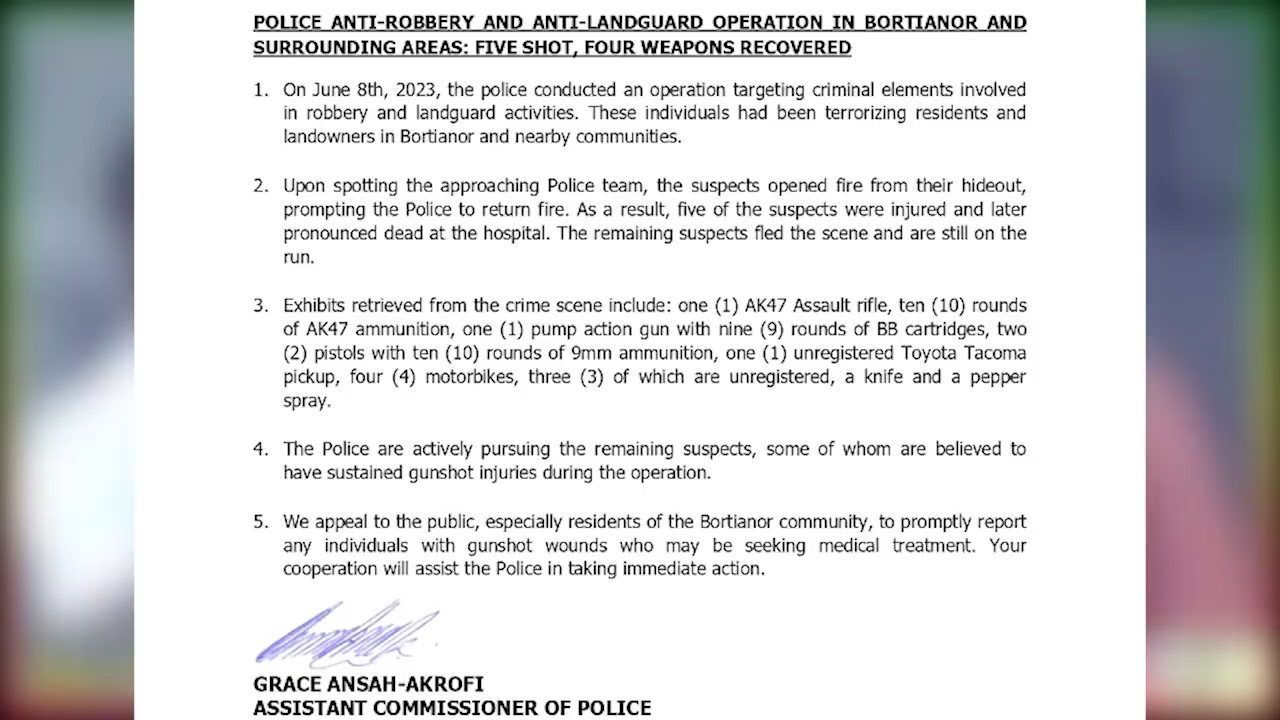 POLICE ANTI-ROBBERY AND ANTI-LANDGUARD OPERATION IN BORTIANOR AND
SURROUNDING AREAS: FIVE SHOT, FOUR WEAPONS RECOVERED
1. On June 8th, 2023, the police conducted an operation targeting criminal elements involved
in robbery and landguard activities. These individuals had been terrorizing residents and
landowners in Bortianor and nearby communities.
2. Upon spotting the approaching Police team, the suspects opened fire from their hideout,
prompting the Police to return fire. As a result, five of the suspects were injured and later
pronounced dead at the hospital. The remaining suspects fled the scene and are still on the
run.
3. Exhibits retrieved from the crime scene include: one (1) AK47 Assault rifle, ten (10) rounds
of AK47 ammunition, one (1) pump action gun with nine (9) rounds of BB cartridges, two
(2) pistols with ten (10) rounds of 9mm ammunition, one (1) unregistered Toyota Tacoma
pickup, four (4) motorbikes, three (3) of which are unregistered, a knife and a pepper
spray.
4. The Police are actively pursuing the remaining suspects, some of whom are believed to
have sustained gunshot injuries during the operation.
5. We appeal to the public, especially residents of the Bortianor community, to promptly report
any individuals with gunshot wounds who may be seeking medical treatment. Your
cooperation will assist the Police in taking immediate action.
GRACE ANSAH-AKROFI
ASSISTANT COMMISSIONER OF POLICE